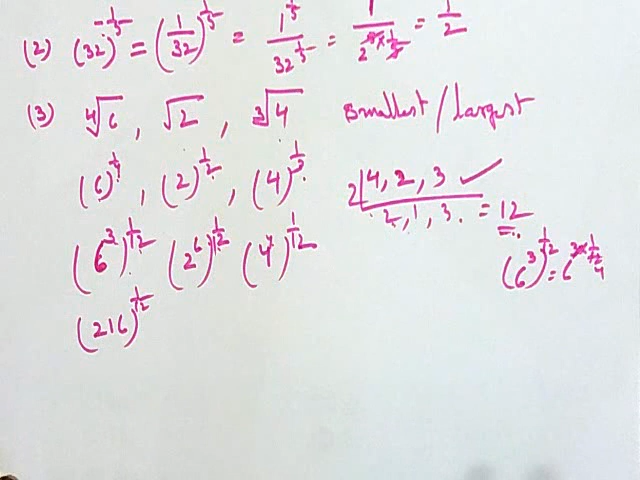 (2) (32)^{-1/5} = (1/32)^{1/5} = 1^{1/5}/32^{1/5} = 1/2^{5×1/5} = 1/2
(3) ∜6 , √2 , ∛4 Smallest/Largest
(6)^{1/4} , (2)^{1/2} , (4)^{1/3} 2|4, 2, 3 ✓
2, 1, 3 = 12
(6^3)^{1/12} (2^6)^{1/12} (4^4)^{1/12} (6^3)^{1/12} = 6^{3×1/12}
4
(216)^{1/12}